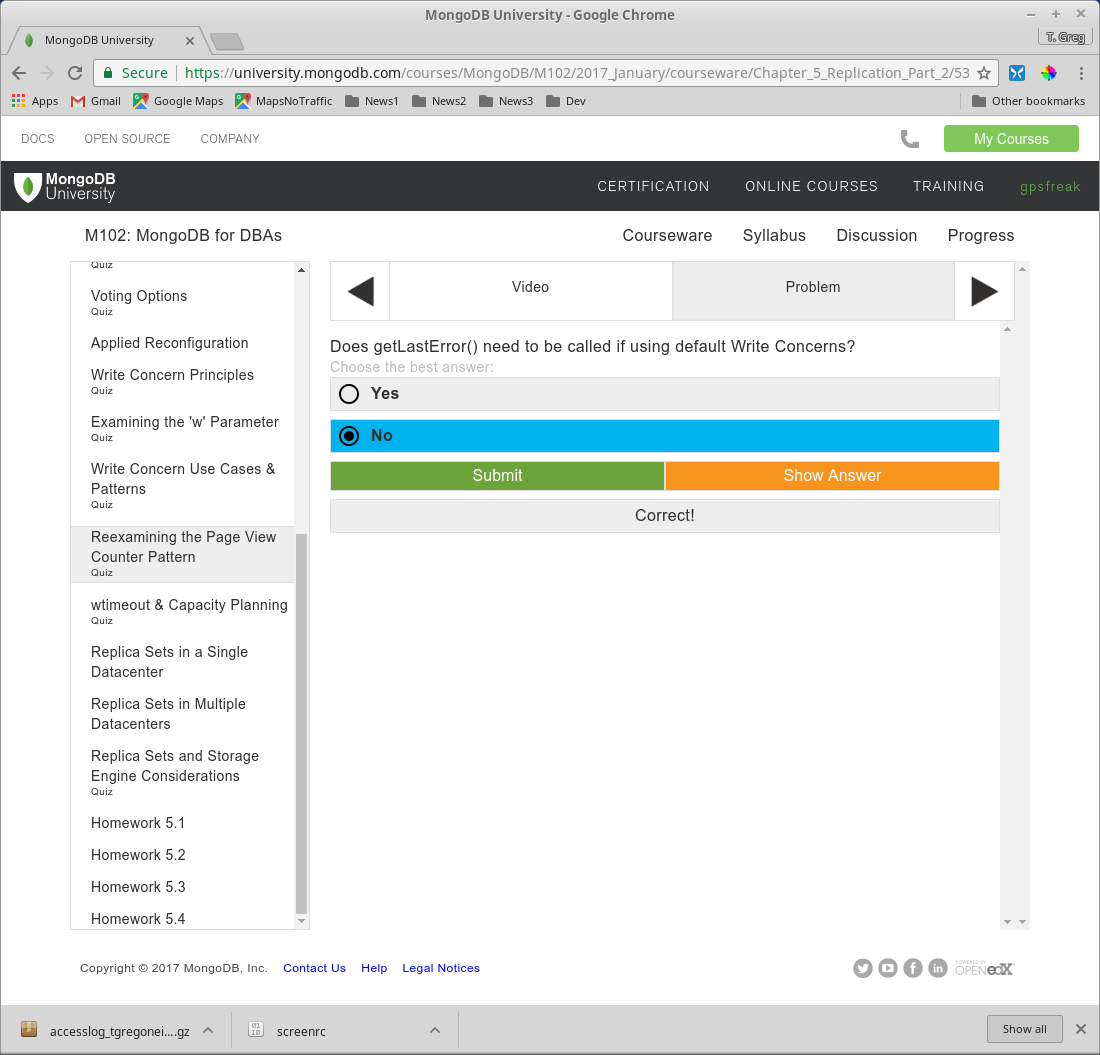 MongoDB University - Google Chrome
MongoDB University
T. Greg
Secure https://university.mongodb.com/courses/MongoDB/M102/2017_January/courseware/Chapter_5_Replication_Part_2/53
Apps Gmail Google Maps MapsNoTraffic News1 News2 News3 Dev Other bookmarks
DOCS OPEN SOURCE COMPANY My Courses
MongoDB
University
CERTIFICATION ONLINE COURSES TRAINING gpsfreak
M102: MongoDB for DBAs Courseware Syllabus Discussion Progress
Quiz
Voting Options
Quiz
Applied Reconfiguration
Write Concern Principles
Quiz
Examining the 'w' Parameter
Quiz
Write Concern Use Cases &
Patterns
Quiz
Reexamining the Page View
Counter Pattern
Quiz
wtimeout & Capacity Planning
Quiz
Replica Sets in a Single
Datacenter
Replica Sets in Multiple
Datacenters
Replica Sets and Storage
Engine Considerations
Quiz
Homework 5.1
Homework 5.2
Homework 5.3
Homework 5.4
Video Problem
Does getLastError() need to be called if using default Write Concerns?
Choose the best answer:
Yes
No
Submit Show Answer
Correct!
Copyright © 2017 MongoDB, Inc. Contact Us Help Legal Notices
POWERED BY
OPEN edX
accesslog_tgregonei....gz screenrc Show all